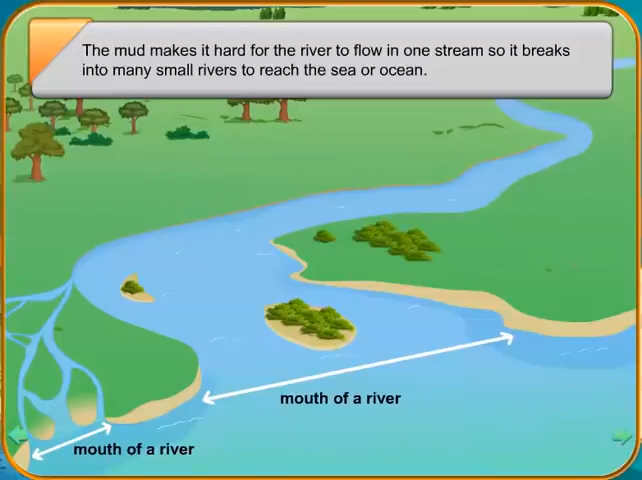 The mud makes it hard for the river to flow in one stream so it breaks
into many small rivers to reach the sea or ocean.
mouth of a river
mouth of a river